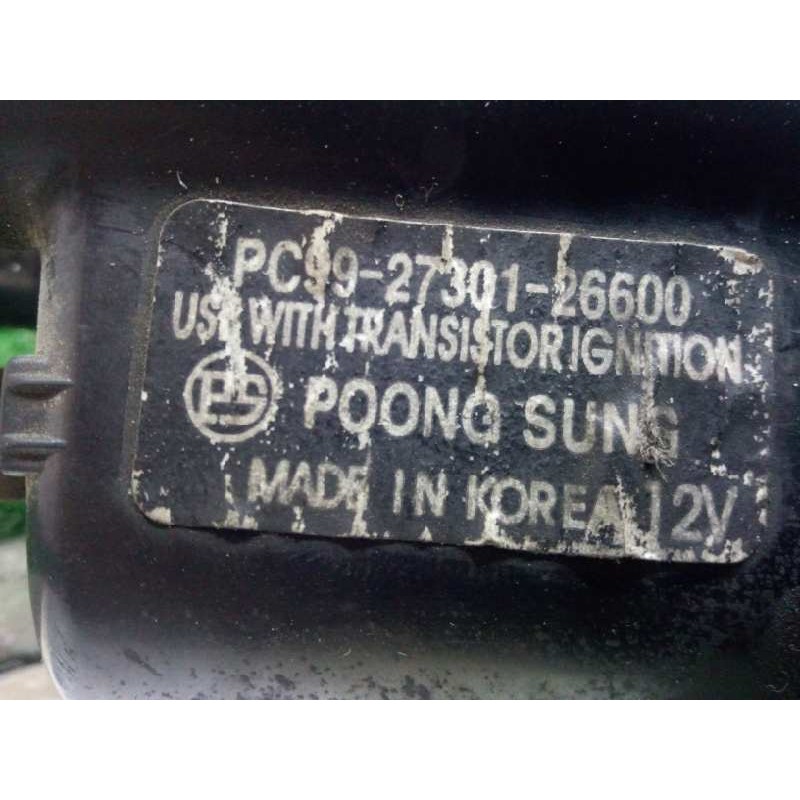 PC99-27301-26600
USE WITH TRANSISTOR IGNITION
PS POONG SUNG
MADE IN KOREA 12V